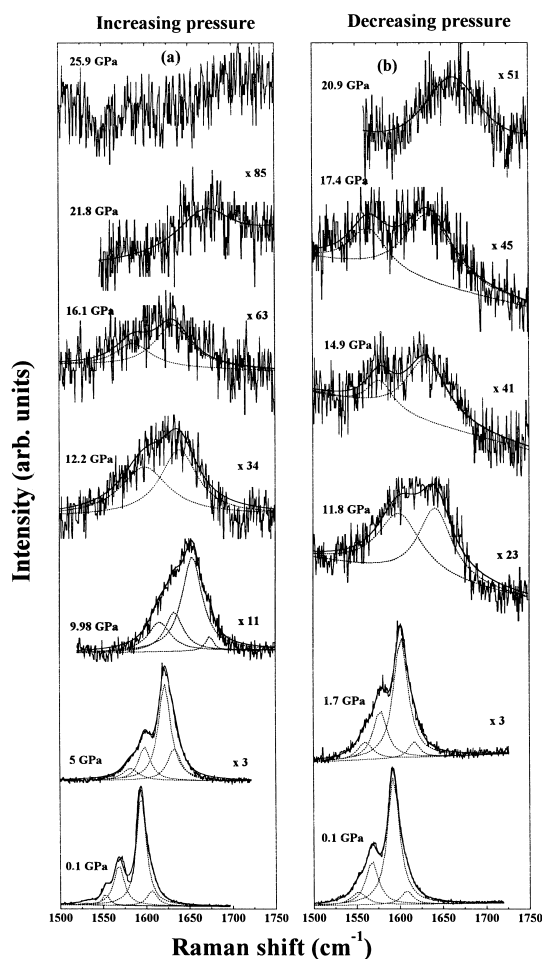 Increasing pressure
Decreasing pressure
(a)
25.9 GPa
x 85
21.8 GPa
16.1 GPa
x 63
12.2 GPa
x 34
9.98 GPa
x 11
5 GPa
x 3
0.1 GPa
1500 1550 1600 1650 1700 1750
(b)
20.9 GPa
x 51
17.4 GPa
x 45
14.9 GPa
x 41
11.8 GPa
x 23
1.7 GPa
x 3
0.1 GPa
1500 1550 1600 1650 1700 1750
Intensity (arb. units)
Raman shift (cm-1)